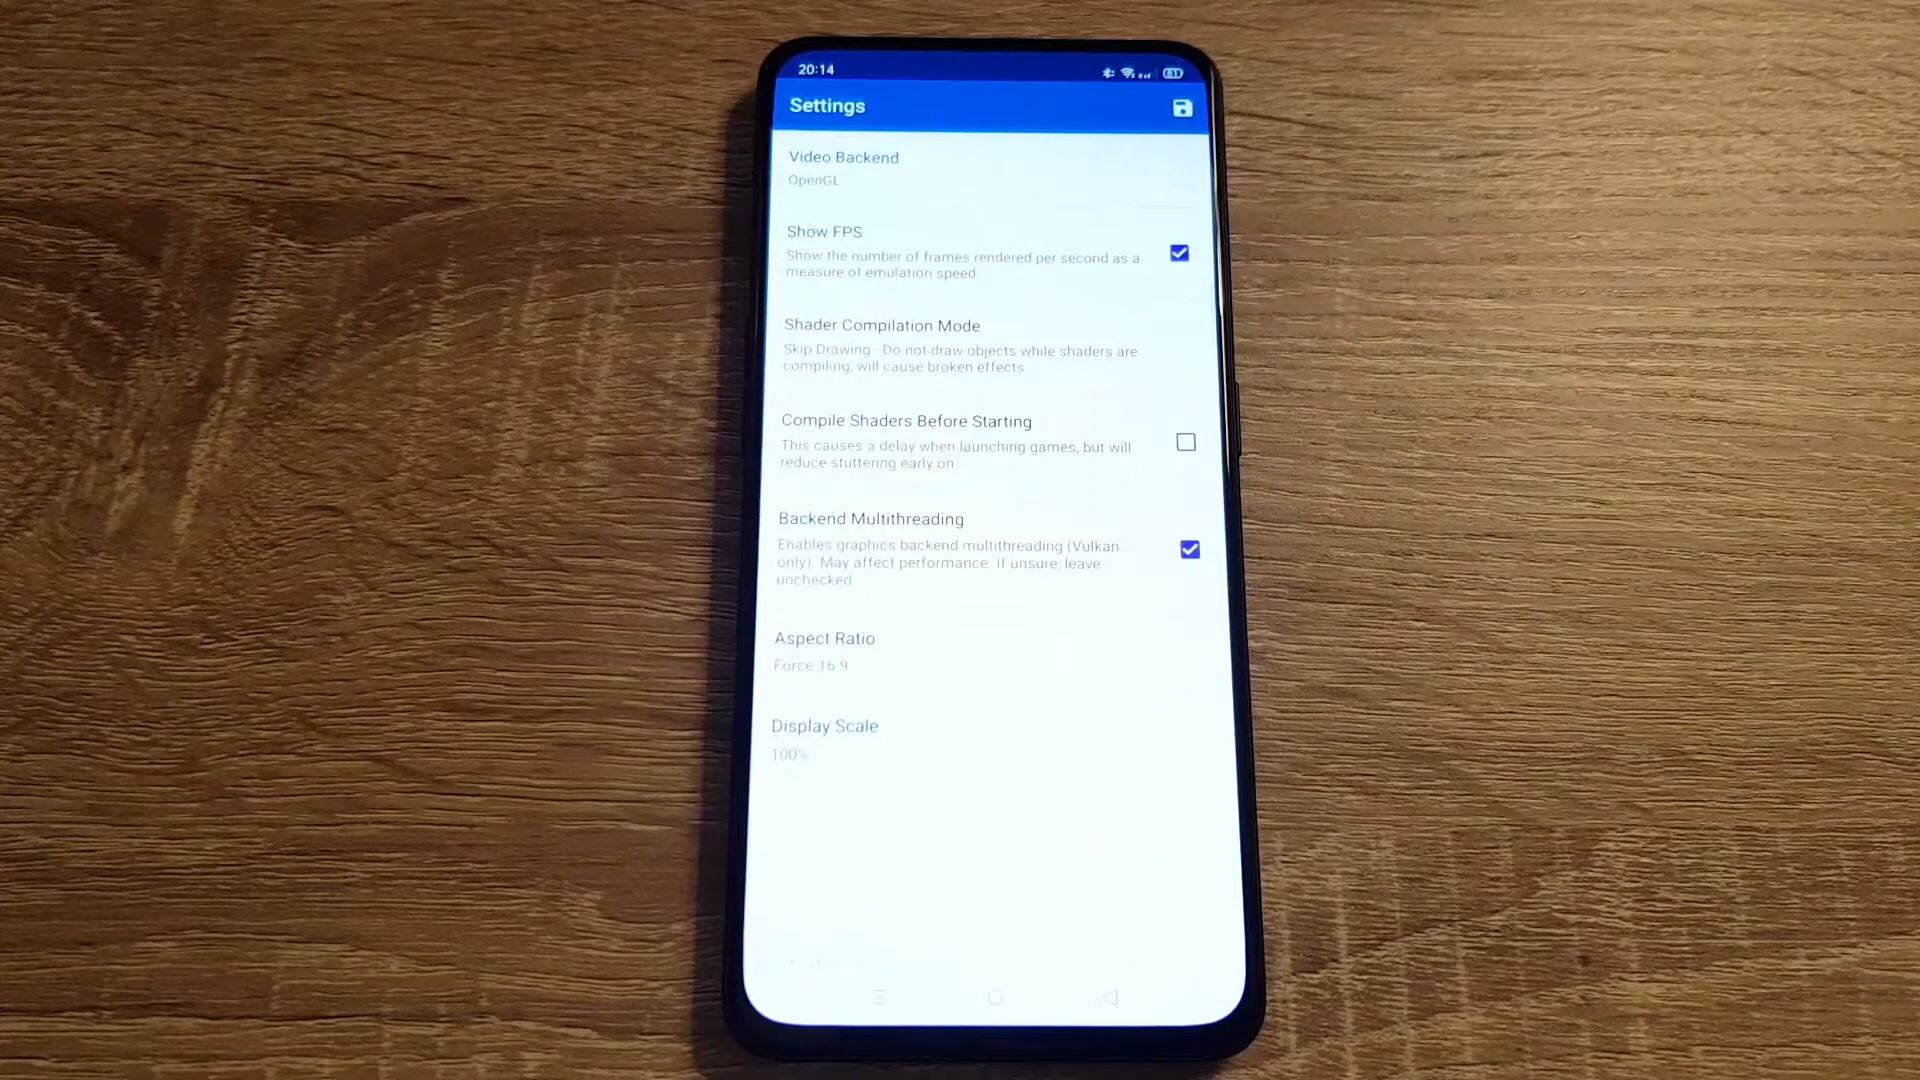 20:14
81
Settings
Video Backend
OpenGL
Show FPS
Show the number of frames rendered per second as a
measure of emulation speed
Shader Compilation Mode
Skip Drawing - Do not draw objects while shaders are
compiling, will cause broken effects.
Compile Shaders Before Starting
This causes a delay when launching games, but will
reduce stuttering early on
Backend Multithreading
Enables graphics backend multithreading (Vulkan
only). May affect performance. If unsure, leave
unchecked.
Aspect Ratio
Force 16:9
Display Scale
100%